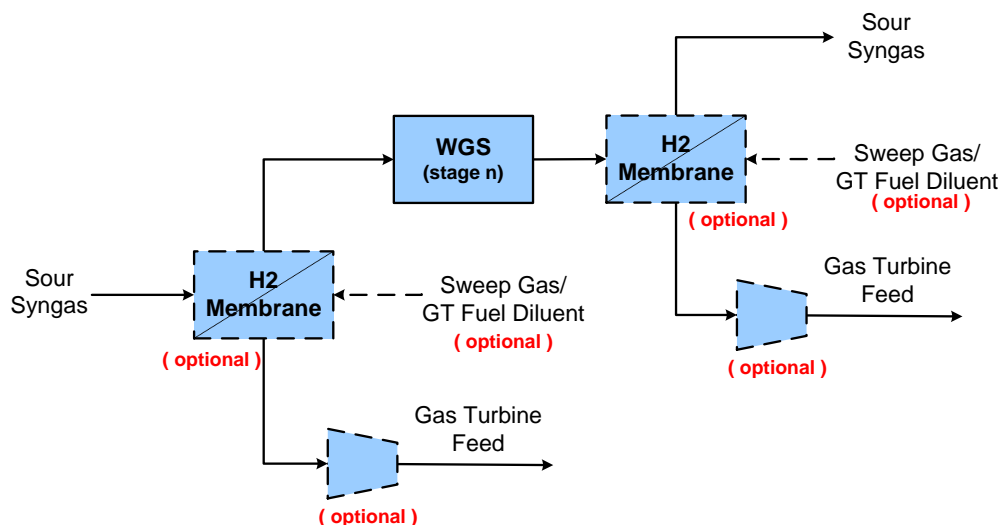 Sour
Syngas
H2
Membrane
( optional )
Sweep Gas/
GT Fuel Diluent
( optional )
Gas Turbine
Feed
( optional )
WGS
(stage n)
H2
Membrane
( optional )
Sour
Syngas
Sweep Gas/
GT Fuel Diluent
( optional )
Gas Turbine
Feed
( optional )